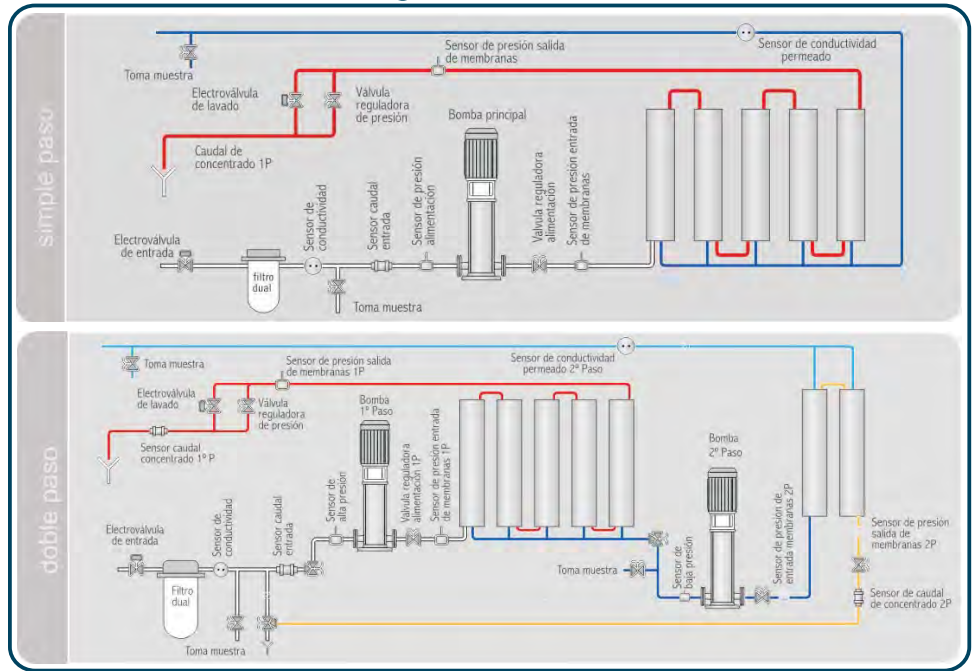 simple paso
Toma muestra
Sensor de presión salida
de membranas
Sensor de conductividad
permeado
Electroválvula
de lavado
Válvula
reguladora
de presión
Bomba principal
Caudal de
concentrado 1P
Electroválvula
de entrada
filtro
dual
Sensor de
conductividad
Sensor caudal
entrada
Sensor de presión
alimentación
Valvula reguladora
alimentación
Sensor de presión entrada
de membranas
Toma muestra
doble paso
Toma muestra
Sensor de presión salida
de membranas 1P
Sensor de conductividad
permeado 2º Paso
Electroválvula
de lavado
Válvula
reguladora
de presión
Bomba
1º Paso
Sensor caudal
concentrado 1º P
Bomba
2º Paso
Electroválvula
de entrada
Filtro
dual
Sensor de
conductividad
Sensor caudal
entrada
Sensor de
alta presión
Valvula reguladora
alimentación 1P
Sensor de presión entrada
de membranas 1P
Toma muestra
Sensor de
baja presión
Sensor de presión de
entrada membranas 2P
Sensor de presión
salida de
membranas 2P
Sensor de caudal
de concentrado 2P
Toma muestra